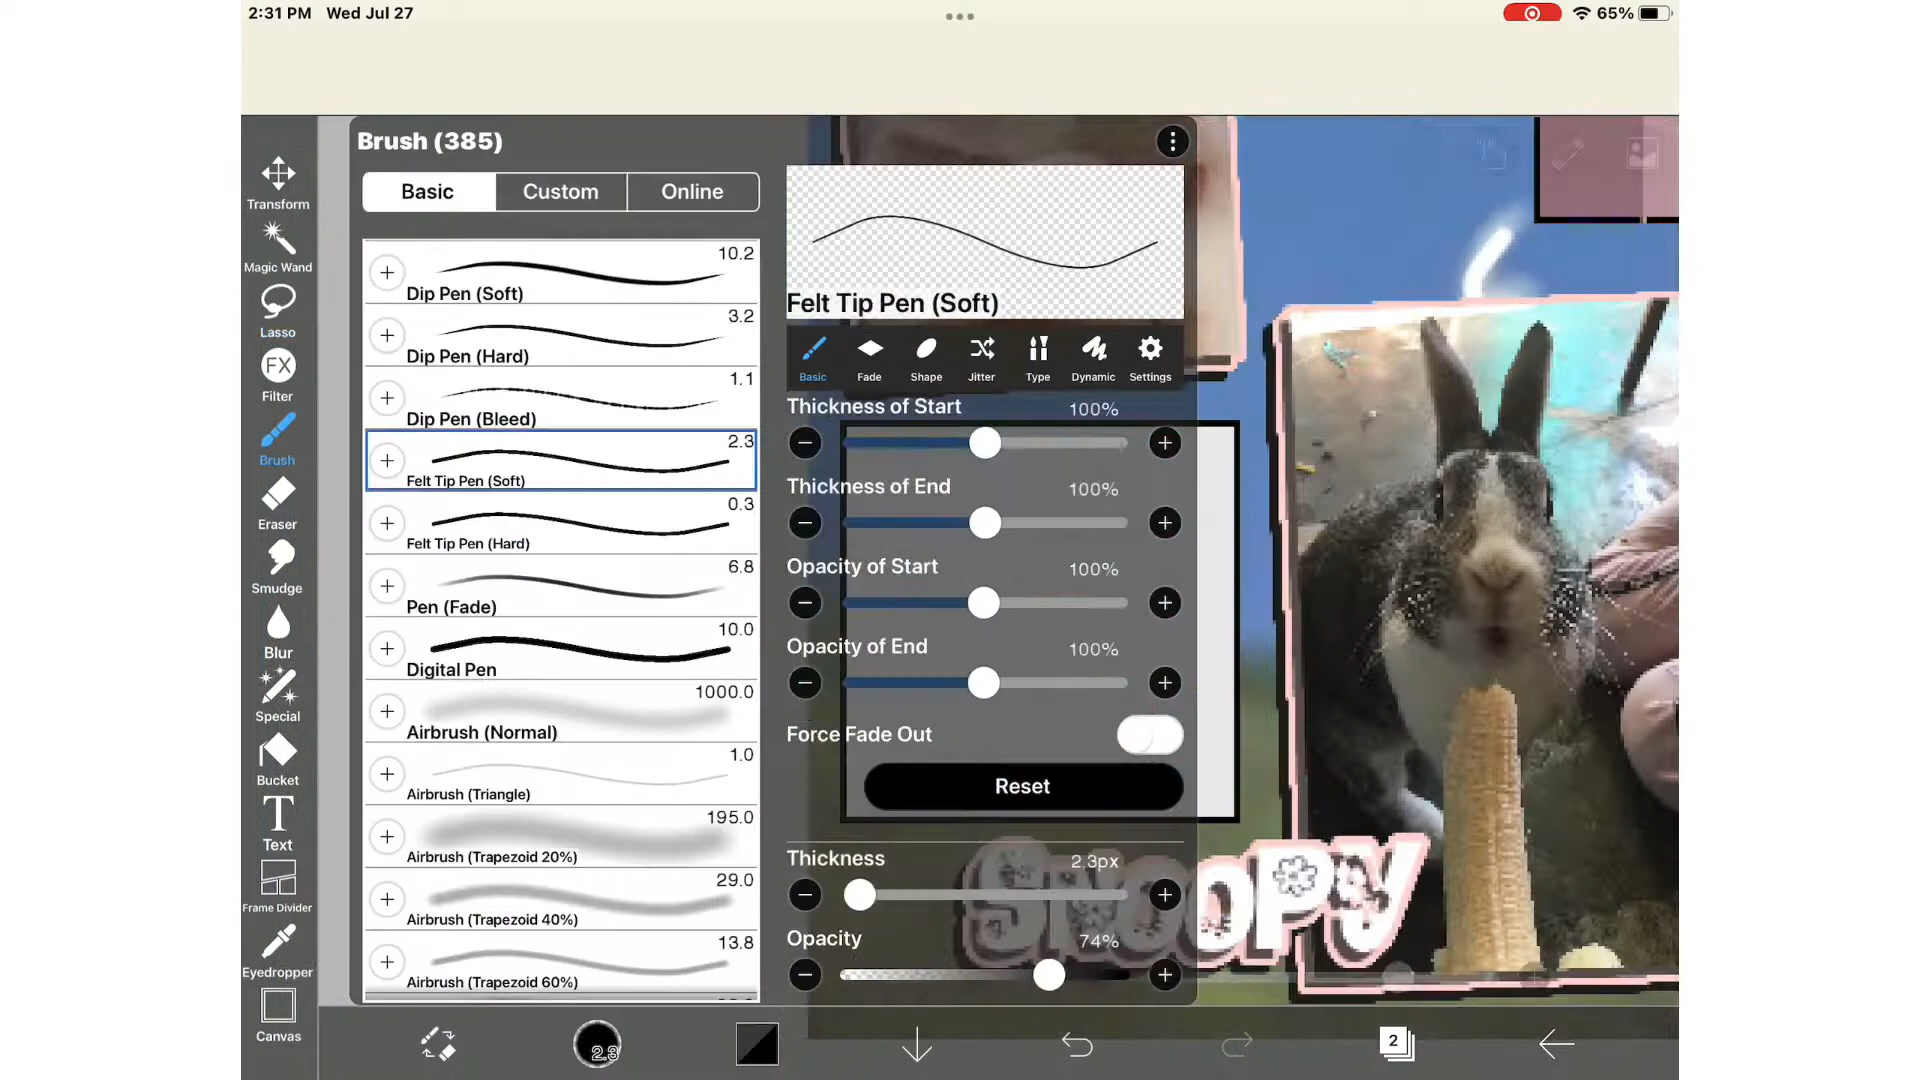 2:31 PM Wed Jul 27
65%
Brush (385)
Basic
Custom
Online
Transform
Magic Wand
Lasso
FX
Filter
Brush
Eraser
Smudge
Blur
Special
Bucket
T
Text
Frame Divider
Eyedropper
Canvas
10.2
Dip Pen (Soft)
3.2
Dip Pen (Hard)
1.1
Dip Pen (Bleed)
2.3
Felt Tip Pen (Soft)
0.3
Felt Tip Pen (Hard)
6.8
Pen (Fade)
10.0
Digital Pen
1000.0
Airbrush (Normal)
1.0
Airbrush (Triangle)
195.0
Airbrush (Trapezoid 20%)
29.0
Airbrush (Trapezoid 40%)
13.8
Airbrush (Trapezoid 60%)
Felt Tip Pen (Soft)
Basic
Fade
Shape
Jitter
Type
Dynamic
Settings
Thickness of Start 100%
Thickness of End 100%
Opacity of Start 100%
Opacity of End 100%
Force Fade Out
Reset
Thickness 2.3px
Opacity 74%
SNOOPY
2.3
2